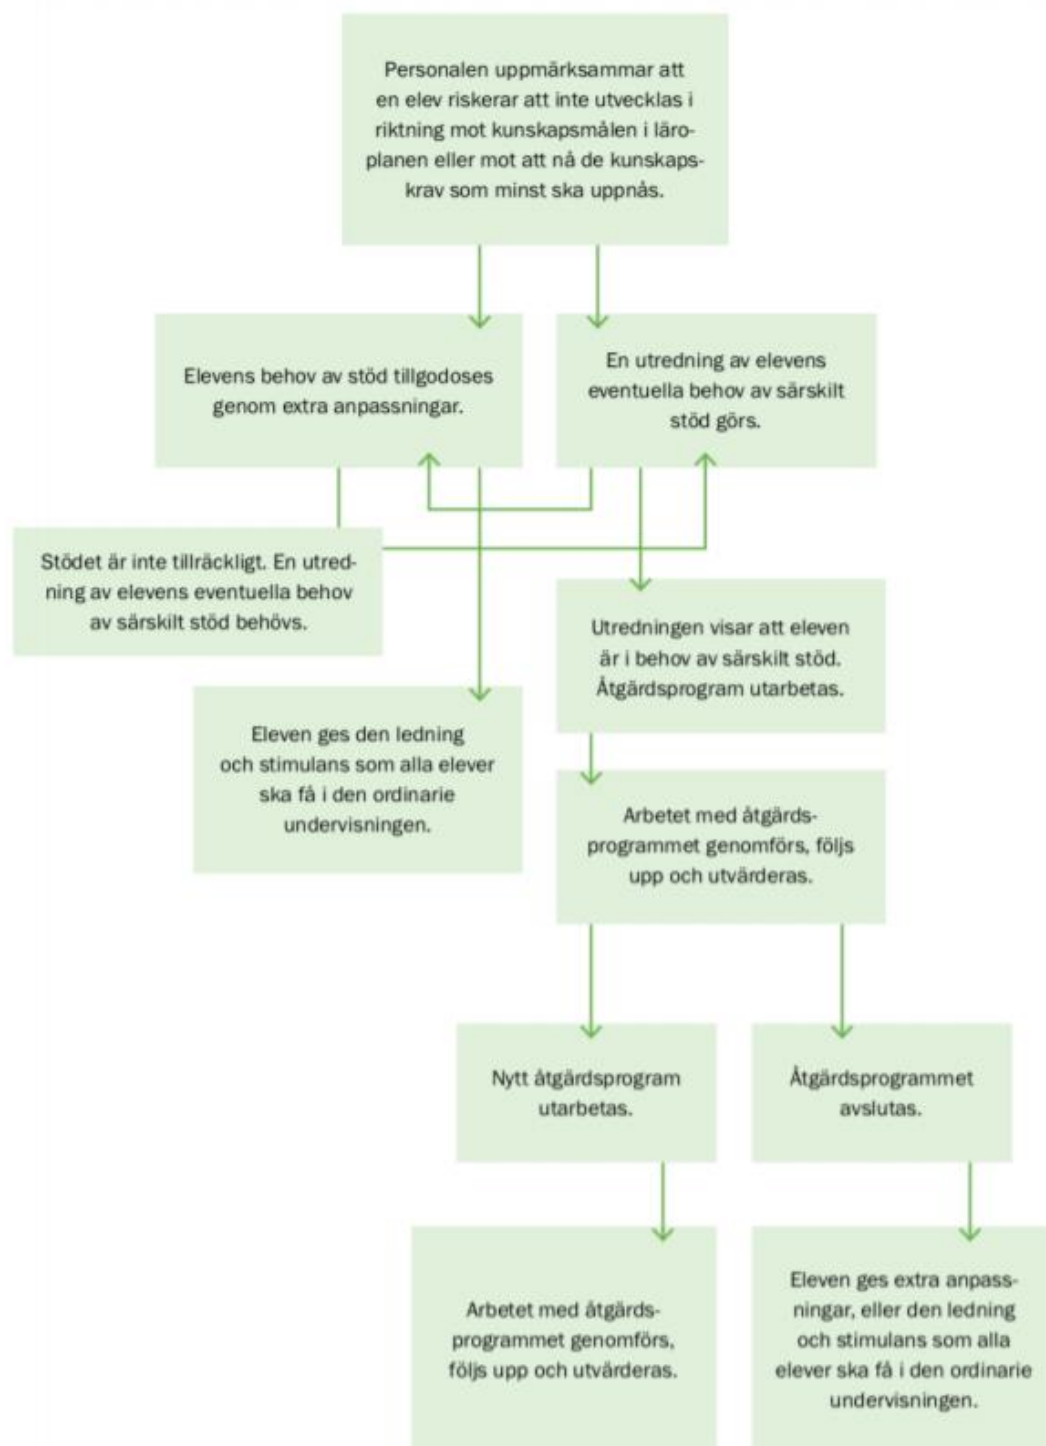 Personalen uppmärksammar att
en elev riskerar att inte utvecklas i
riktning mot kunskapsmålen i läro-
planen eller mot att nå de kunskaps-
krav som minst ska uppnås.
Elevens behov av stöd tillgodoses
genom extra anpassningar.
En utredning av elevens
eventuella behov av särskilt
stöd görs.
Stödet är inte tillräckligt. En utred-
ning av elevens eventuella behov
av särskilt stöd behövs.
Utredningen visar att eleven
är i behov av särskilt stöd.
Åtgärdsprogram utarbetas.
Eleven ges den ledning
och stimulans som alla elever
ska få i den ordinarie
undervisningen.
Arbetet med åtgärds-
programmet genomförs, följs
upp och utvärderas.
Nytt åtgärdsprogram
utarbetas.
Åtgärdsprogrammet
avslutas.
Arbetet med åtgärds-
programmet genomförs,
följs upp och utvärderas.
Eleven ges extra anpass-
ningar, eller den ledning
och stimulans som alla
elever ska få i den ordinarie
undervisningen.